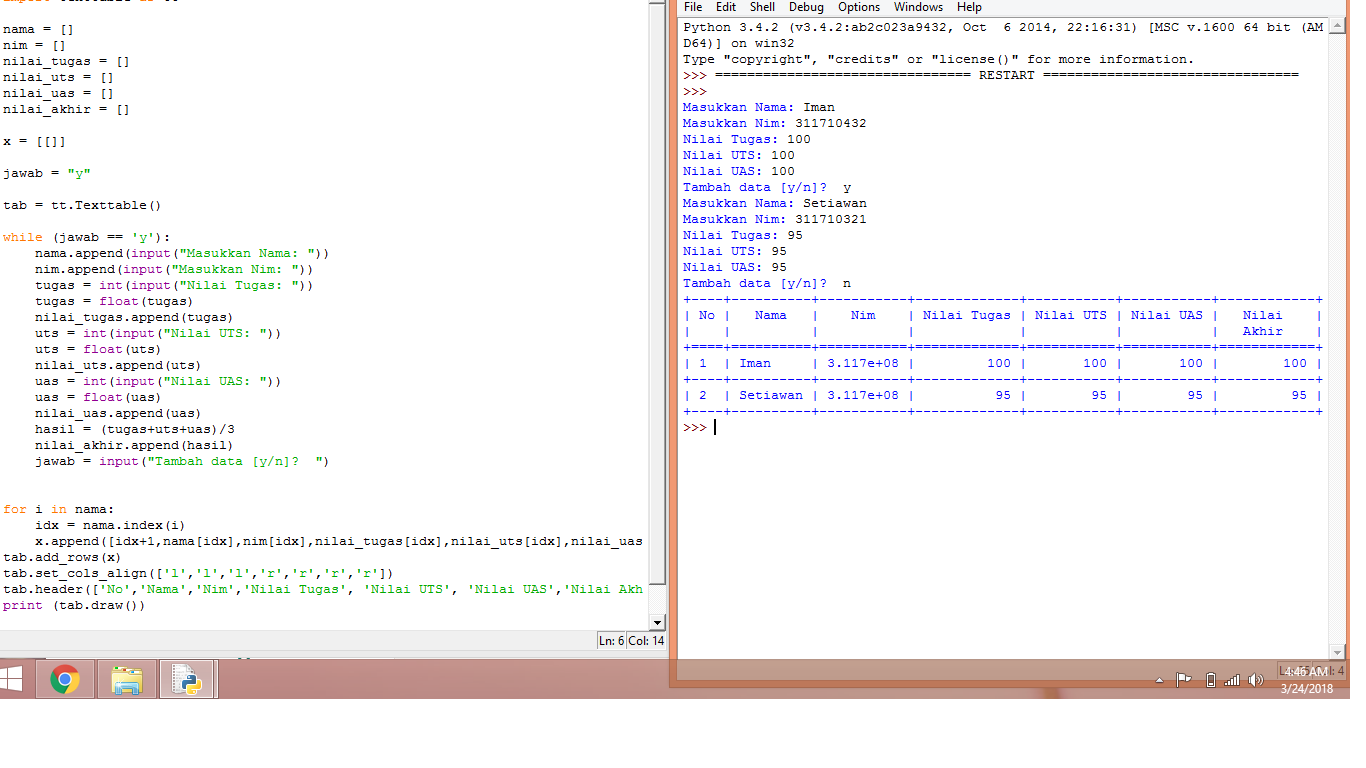 nama = []
nim = []
nilai_tugas = []
nilai_uts = []
nilai_uas = []
nilai_akhir = []
x = [[]]
jawab = "y"
tab = tt.Texttable()
while (jawab == 'y'):
    nama.append(input("Masukkan Nama: "))
    nim.append(input("Masukkan Nim: "))
    tugas = int(input("Nilai Tugas: "))
    tugas = float(tugas)
    nilai_tugas.append(tugas)
    uts = int(input("Nilai UTS: "))
    uts = float(uts)
    nilai_uts.append(uts)
    uas = int(input("Nilai UAS: "))
    uas = float(uas)
    nilai_uas.append(uas)
    hasil = (tugas+uts+uas)/3
    nilai_akhir.append(hasil)
    jawab = input("Tambah data [y/n]?  ")
for i in nama:
    idx = nama.index(i)
    x.append([idx+1,nama[idx],nim[idx],nilai_tugas[idx],nilai_uts[idx],nilai_uas
tab.add_rows(x)
tab.set_cols_align(['l','l','l','r','r','r','r'])
tab.header(['No','Nama','Nim','Nilai Tugas', 'Nilai UTS', 'Nilai UAS','Nilai Akh
print (tab.draw())
Ln: 6 Col: 14
File Edit Shell Debug Options Windows Help
Python 3.4.2 (v3.4.2:ab2c023a9432, Oct  6 2014, 22:16:31) [MSC v.1600 64 bit (AM
D64)] on win32
Type "copyright", "credits" or "license()" for more information.
>>> ================================ RESTART ================================
>>>
Masukkan Nama: Iman
Masukkan Nim: 311710432
Nilai Tugas: 100
Nilai UTS: 100
Nilai UAS: 100
Tambah data [y/n]?  y
Masukkan Nama: Setiawan
Masukkan Nim: 311710321
Nilai Tugas: 95
Nilai UTS: 95
Nilai UAS: 95
Tambah data [y/n]?  n
+----+----------+-----------+-------------+-----------+-----------+------------+
| No |   Nama   |    Nim    | Nilai Tugas | Nilai UTS | Nilai UAS |   Nilai    |
|    |          |           |             |           |           |   Akhir    |
+====+==========+===========+=============+===========+===========+============+
| 1  | Iman     | 3.117e+08 |         100 |       100 |       100 |        100 |
+----+----------+-----------+-------------+-----------+-----------+------------+
| 2  | Setiawan | 3.117e+08 |          95 |        95 |        95 |         95 |
+----+----------+-----------+-------------+-----------+-----------+------------+
>>>
4:46 AM
3/24/2018